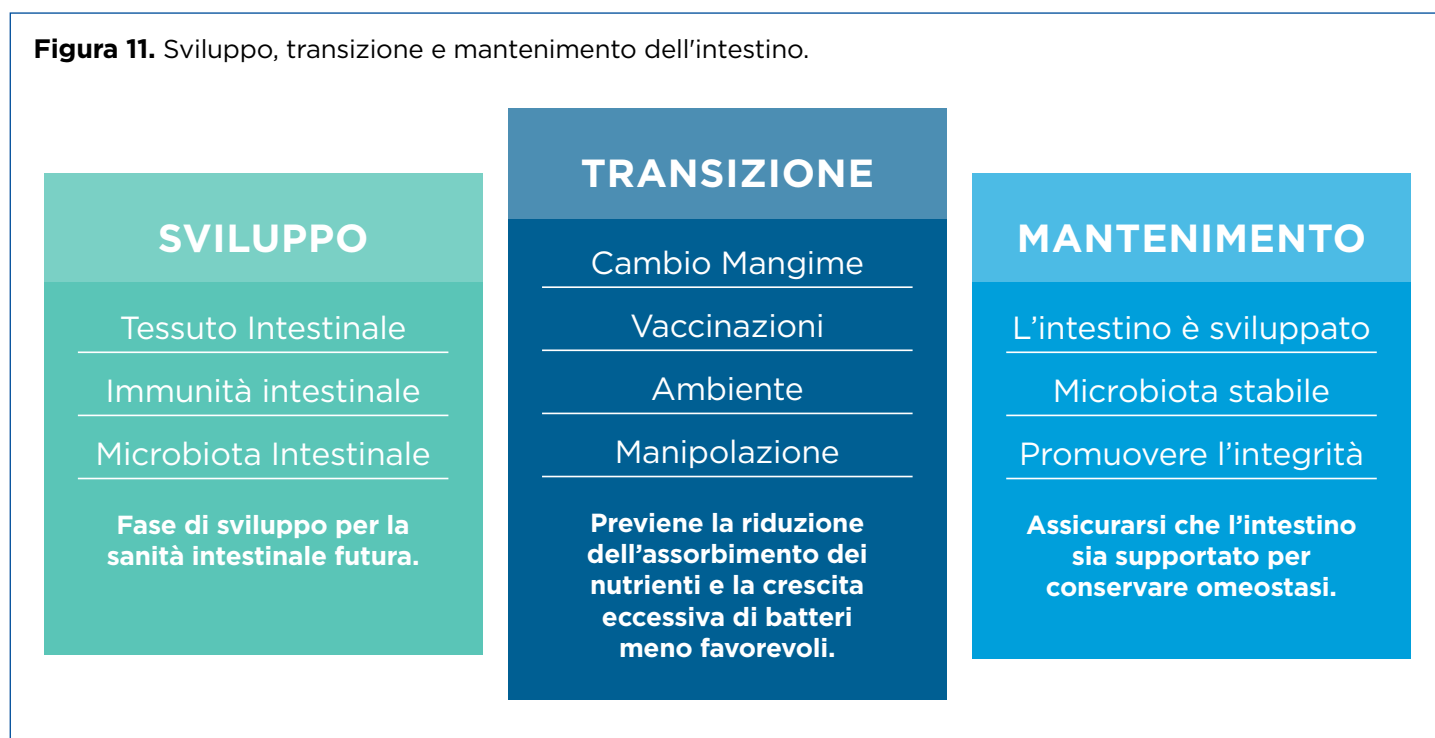 Figura 11. Sviluppo, transizione e mantenimento dell'intestino.
SVILUPPO
Tessuto Intestinale
Immunità intestinale
Microbiota Intestinale
Fase di sviluppo per la
sanità intestinale futura.
TRANSIZIONE
Cambio Mangime
Vaccinazioni
Ambiente
Manipolazione
Previene la riduzione
dell'assorbimento dei
nutrienti e la crescita
eccessiva di batteri
meno favorevoli.
MANTENIMENTO
L'intestino è sviluppato
Microbiota stabile
Promuovere l'integrità
Assicurarsi che l'intestino
sia supportato per
conservare omeostasi.